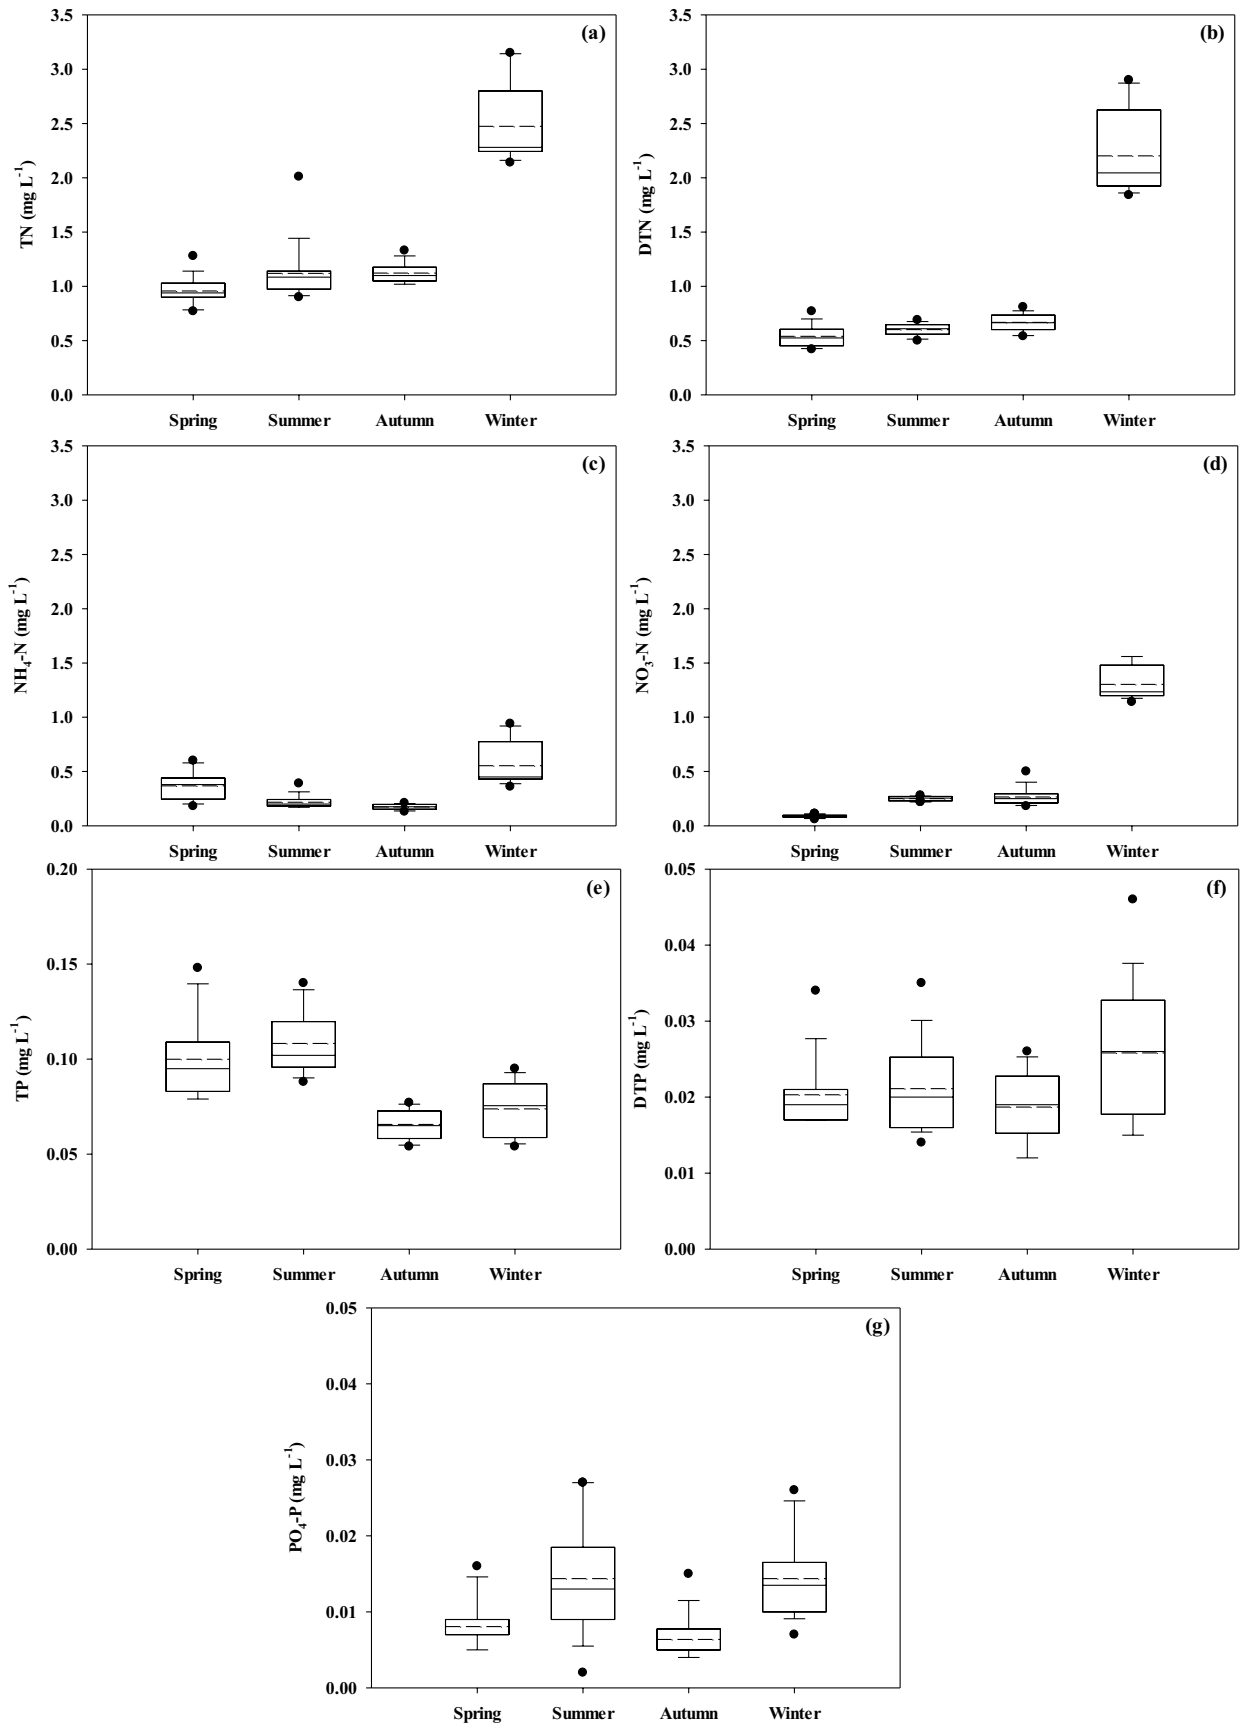 (a)
TN (mg L⁻¹)
3.5
3.0
2.5
2.0
1.5
1.0
0.5
0.0
Spring Summer Autumn Winter
(b)
DTN (mg L⁻¹)
3.5
3.0
2.5
2.0
1.5
1.0
0.5
0.0
Spring Summer Autumn Winter
(c)
NH₄-N (mg L⁻¹)
3.5
3.0
2.5
2.0
1.5
1.0
0.5
0.0
Spring Summer Autumn Winter
(d)
NO₃-N (mg L⁻¹)
3.5
3.0
2.5
2.0
1.5
1.0
0.5
0.0
Spring Summer Autumn Winter
(e)
TP (mg L⁻¹)
0.20
0.15
0.10
0.05
0.00
Spring Summer Autumn Winter
(f)
DTP (mg L⁻¹)
0.05
0.04
0.03
0.02
0.01
0.00
Spring Summer Autumn Winter
(g)
PO₄-P (mg L⁻¹)
0.05
0.04
0.03
0.02
0.01
0.00
Spring Summer Autumn Winter